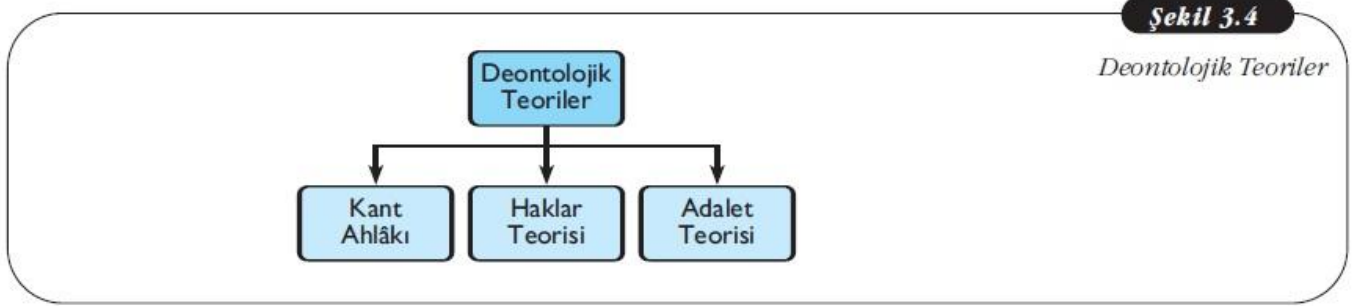 Şekil 3.4
Deontolojik Teoriler
Deontolojik
Teoriler
Kant
Ahlâkı
Haklar
Teorisi
Adalet
Teorisi